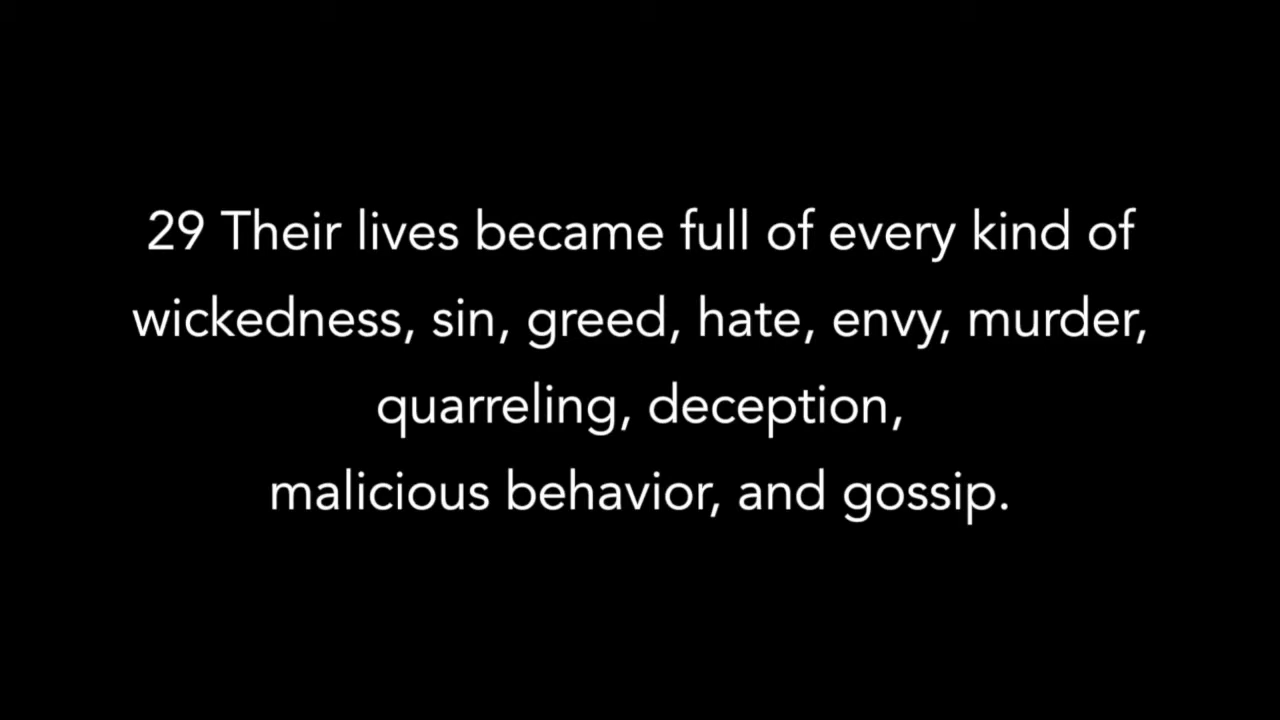 29 Their lives became full of every kind of
wickedness, sin, greed, hate, envy, murder,
quarreling, deception,
malicious behavior, and gossip.